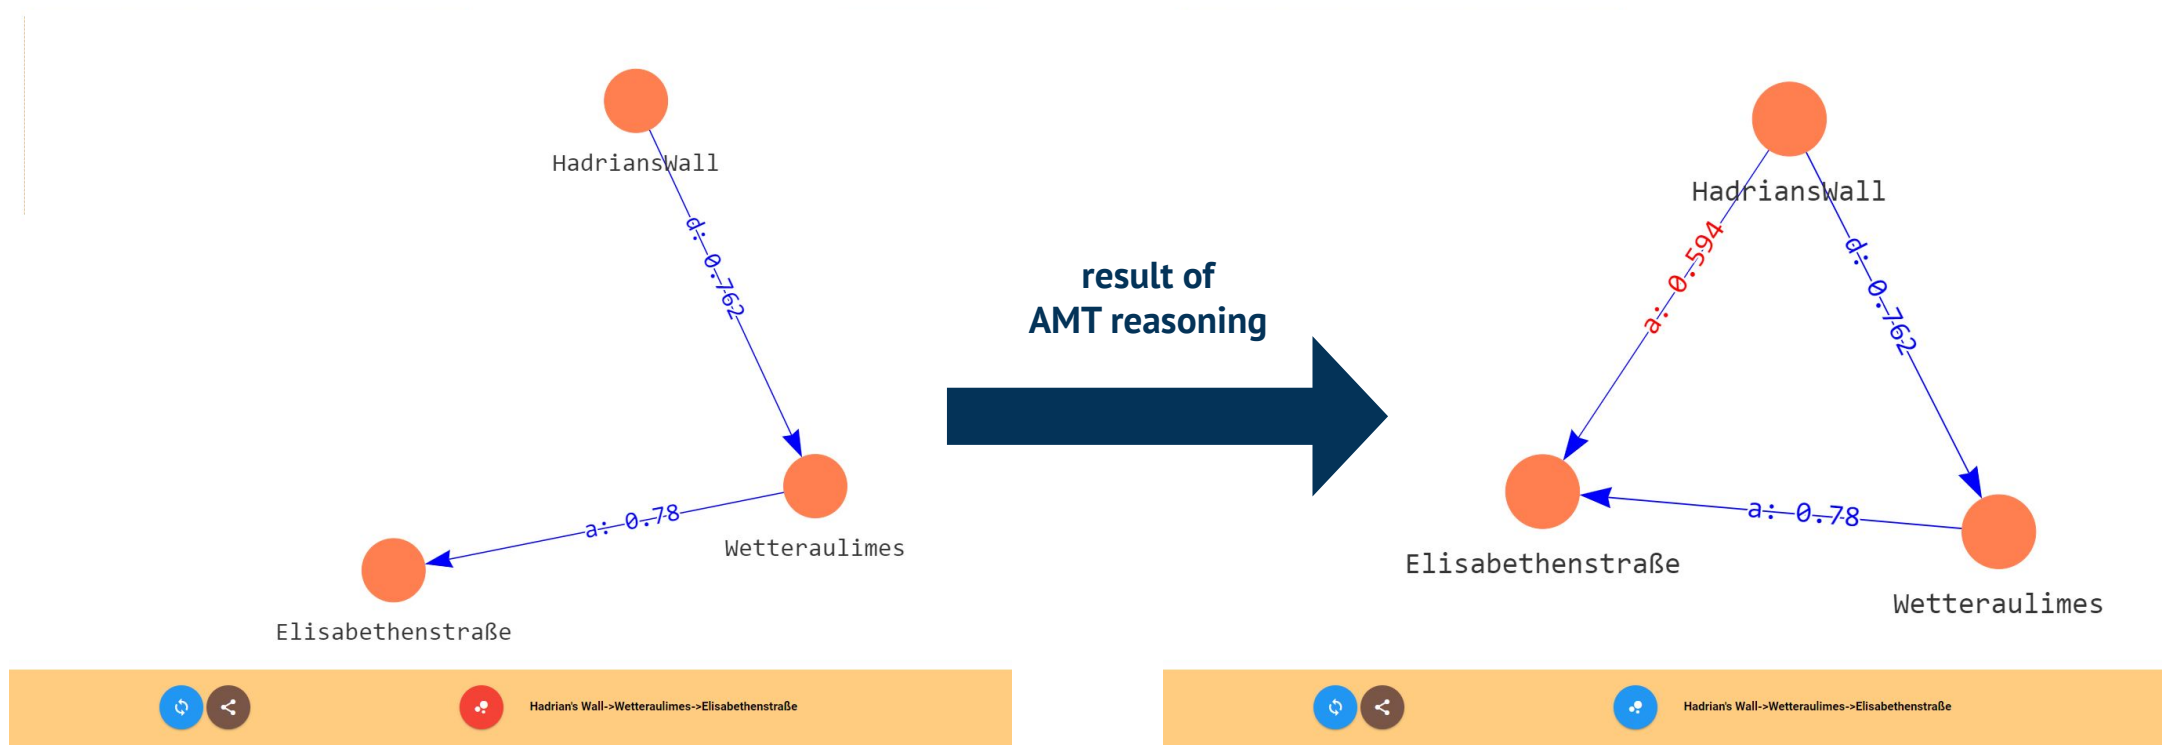 HadriansWall
d: 0.762
a: 0.78
Wetteraulimes
Elisabethenstraße
Hadrian's Wall->Wetteraulimes->Elisabethenstraße
result of
AMT reasoning
HadriansWall
a: 0.594
d: 0.762
a: 0.78
Elisabethenstraße
Wetteraulimes
Hadrian's Wall->Wetteraulimes->Elisabethenstraße